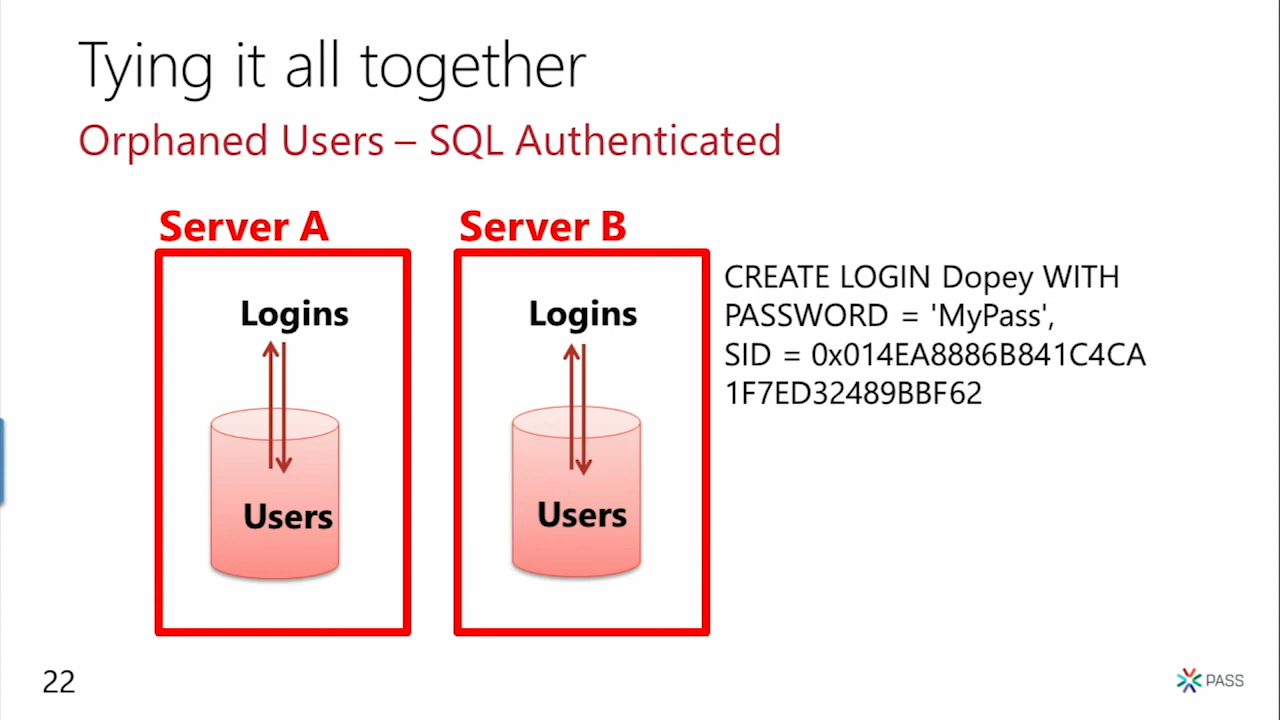 Tying it all together
Orphaned Users – SQL Authenticated
Server A
Server B
Logins
Users
Logins
Users
CREATE LOGIN Dopey WITH
PASSWORD = 'MyPass',
SID = 0x014EA8886B841C4CA
1F7ED32489BBF62
22
PASS